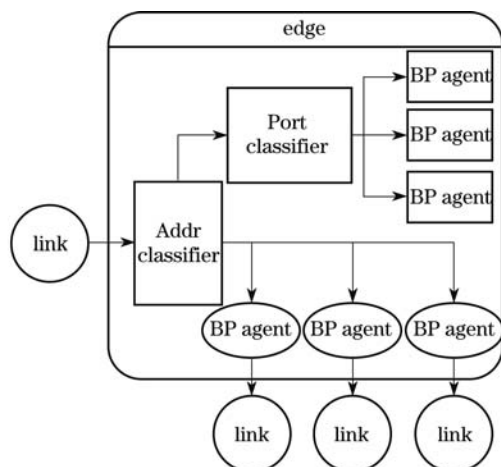 edge
BP agent
Port
classifier
BP agent
BP agent
Addr
classifier
link
BP agent
BP agent
BP agent
link
link
link